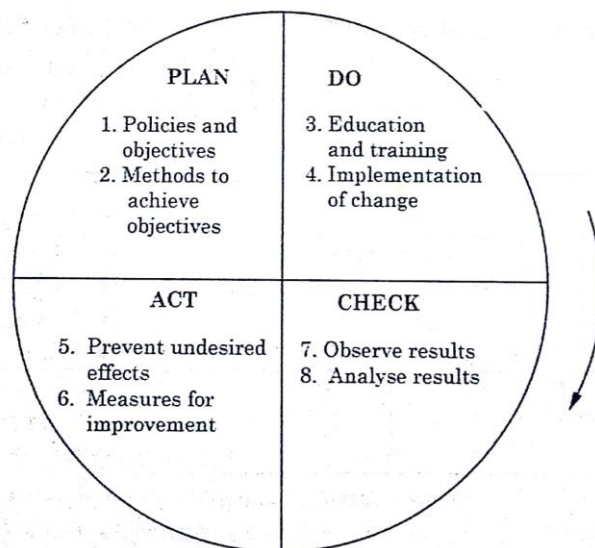 PLAN
1. Policies and
objectives
2. Methods to
achieve
objectives
DO
3. Education
and training
4. Implementation
of change
ACT
5. Prevent undesired
effects
6. Measures for
improvement
CHECK
7. Observe results
8. Analyse results